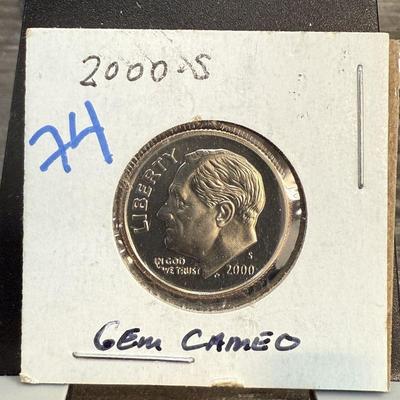 2000-S
74
LIBERTY
IN GOD
WE TRUST
S
2000
GEM CAMEO